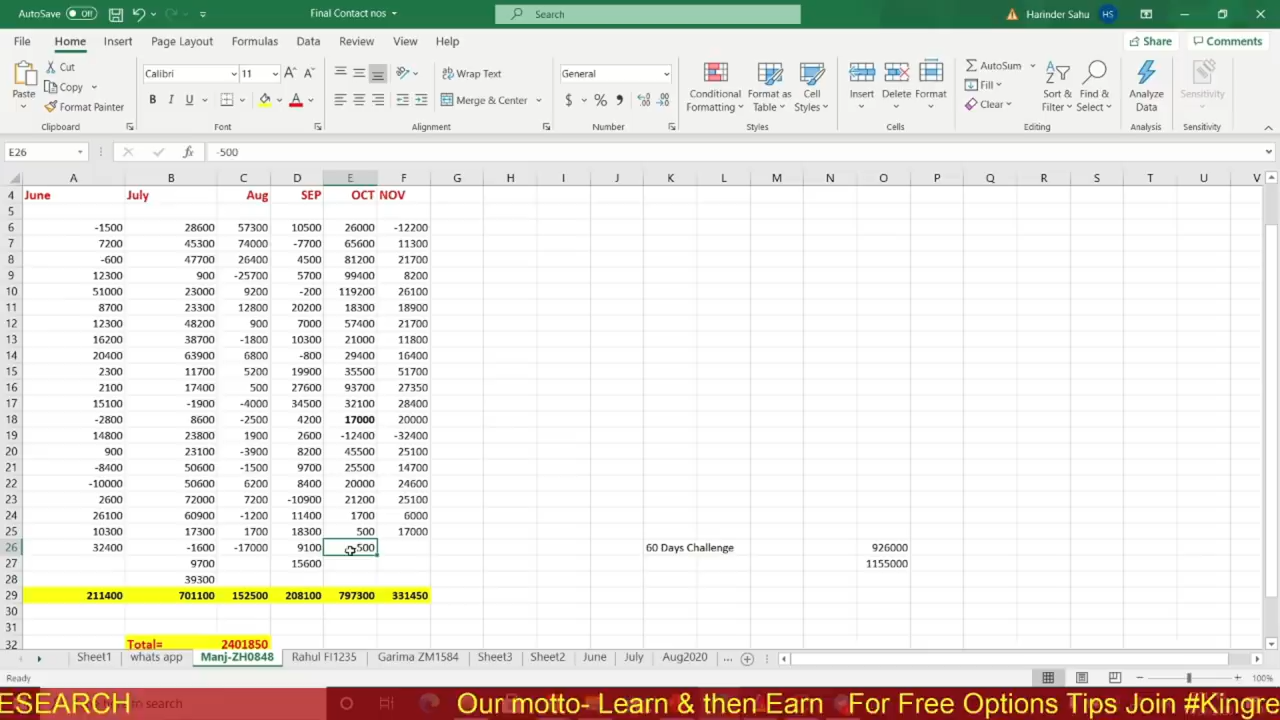 AutoSave Off Final Contact nos Search Harinder Sahu HS
File Home Insert Page Layout Formulas Data Review View Help Share Comments
Paste Cut Copy Format Painter Calibri 11 B I U Wrap Text Merge & Center General $ % Conditional Formatting Format as Table Cell Styles Insert Delete Format AutoSum Fill Clear Sort & Filter Find & Select Analyze Data Sensitivity
Clipboard Font Alignment Number Styles Cells Editing Analysis Sensitivity
E26 fx -500
A B C D E F G H I J K L M N O P Q R S T U V
4 June July Aug SEP OCT NOV
5
6 -1500 28600 57300 10500 26000 -12200
7 7200 45300 74000 -7700 65600 11300
8 -600 47700 26400 4500 81200 21700
9 12300 900 -25700 5700 99400 8200
10 51000 23000 9200 -200 119200 26100
11 8700 23300 12800 20200 18300 18900
12 12300 48200 900 7000 57400 21700
13 16200 38700 -1800 10300 21000 11800
14 20400 63900 6800 -800 29400 16400
15 2300 11700 5200 19900 35500 51700
16 2100 17400 500 27600 93700 27350
17 15100 -1900 -4000 34500 32100 28400
18 -2800 8600 -2500 4200 17000 20000
19 14800 23800 1900 2600 -12400 -32400
20 900 23100 -3900 8200 45500 25100
21 -8400 50600 -1500 9700 25500 14700
22 -10000 50600 6200 8400 20000 24600
23 2600 72000 7200 -10900 21200 25100
24 26100 60900 -1200 11400 1700 6000
25 10300 17300 1700 18300 500 17000
26 32400 -1600 -17000 9100 -500 60 Days Challenge 926000
27 9700 15600 1155000
28 39300
29 211400 701100 152500 208100 797300 331450
30
31
32 Total= 2401850
Sheet1 whats app Manj-ZH0848 Rahul FI1235 Garima ZM1584 Sheet3 Sheet2 June July Aug2020 ...
Ready 100%
ESEARCH search Our motto- Learn & then Earn For Free Options Tips Join #Kingre